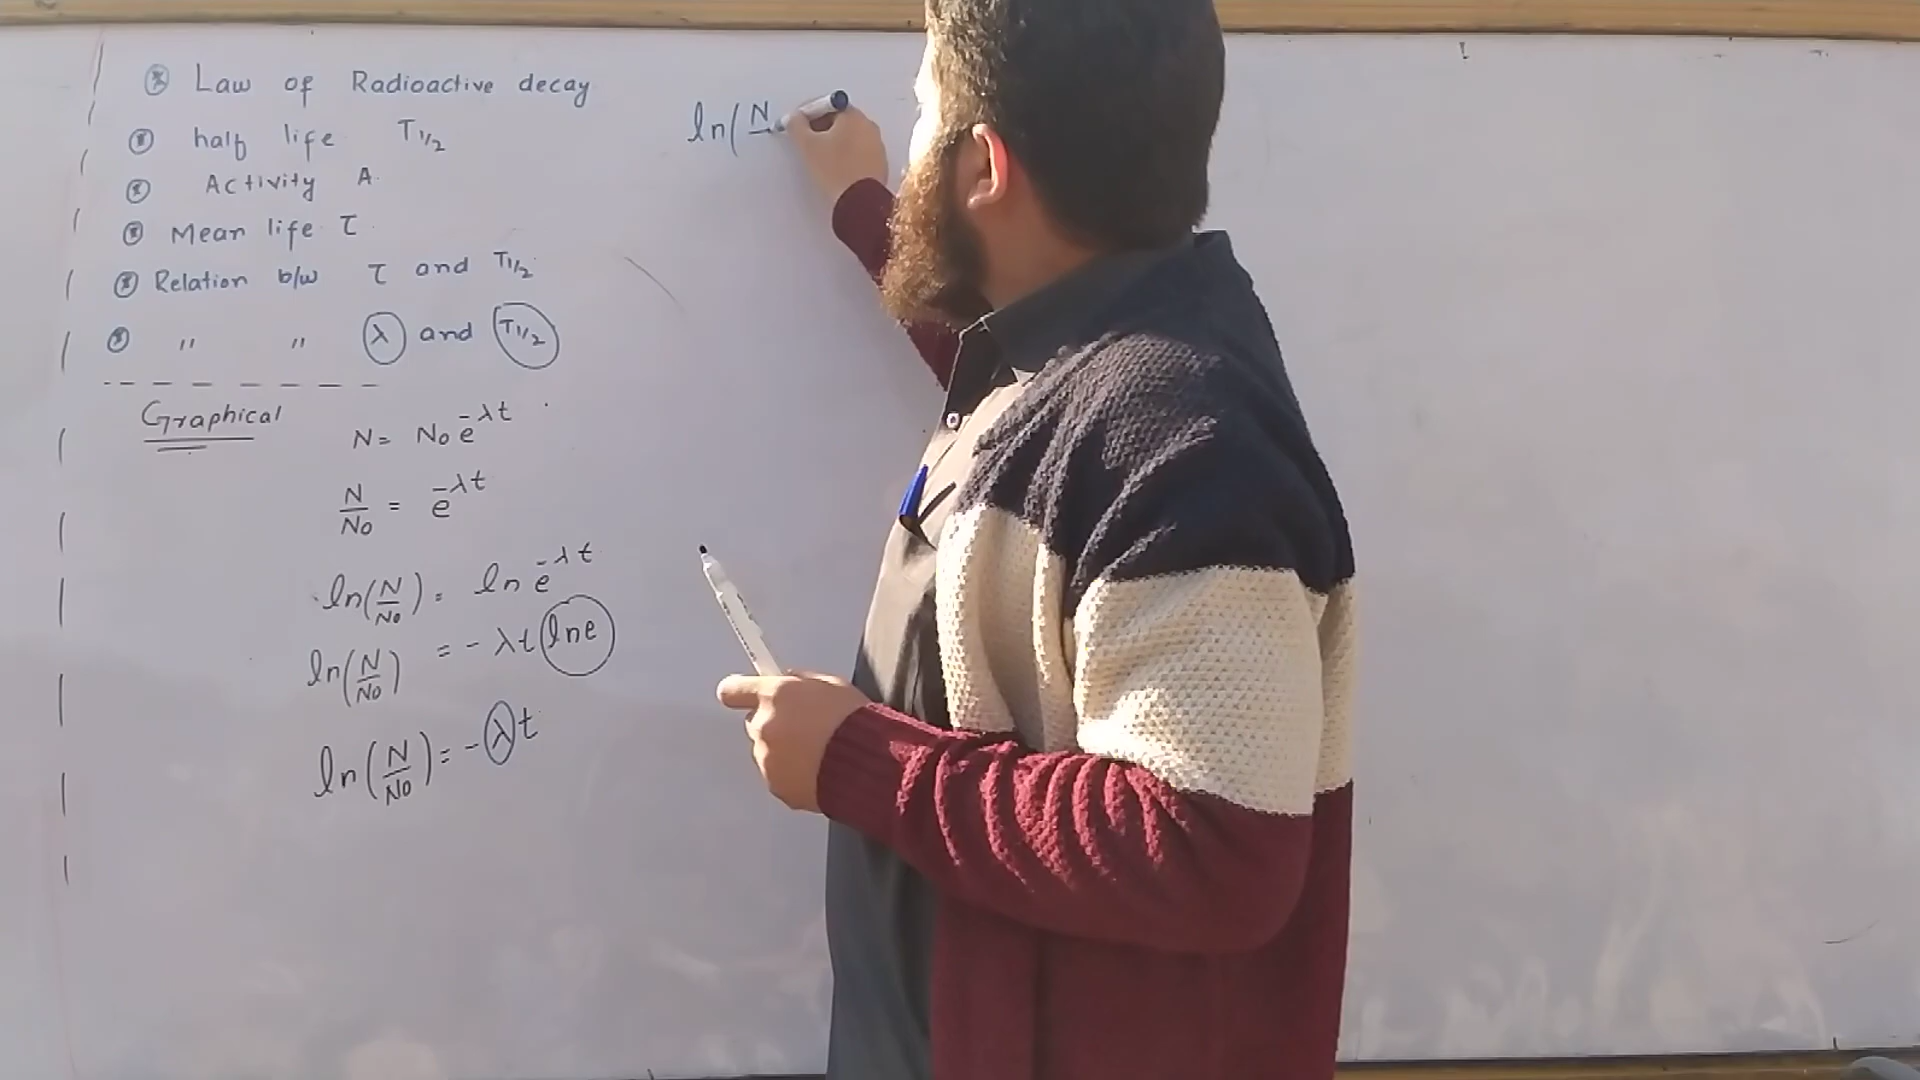 Law of Radioactive decay
half life T1/2
Activity A.
Mean life τ.
Relation b/w τ and T1/2
" " λ and T1/2
Graphical
N = N₀ e^-λt
N/N₀ = e^-λt
ln(N/N₀) = ln e^-λt
ln(N/N₀) = -λt lne
ln(N/N₀) = -λt
ln(N